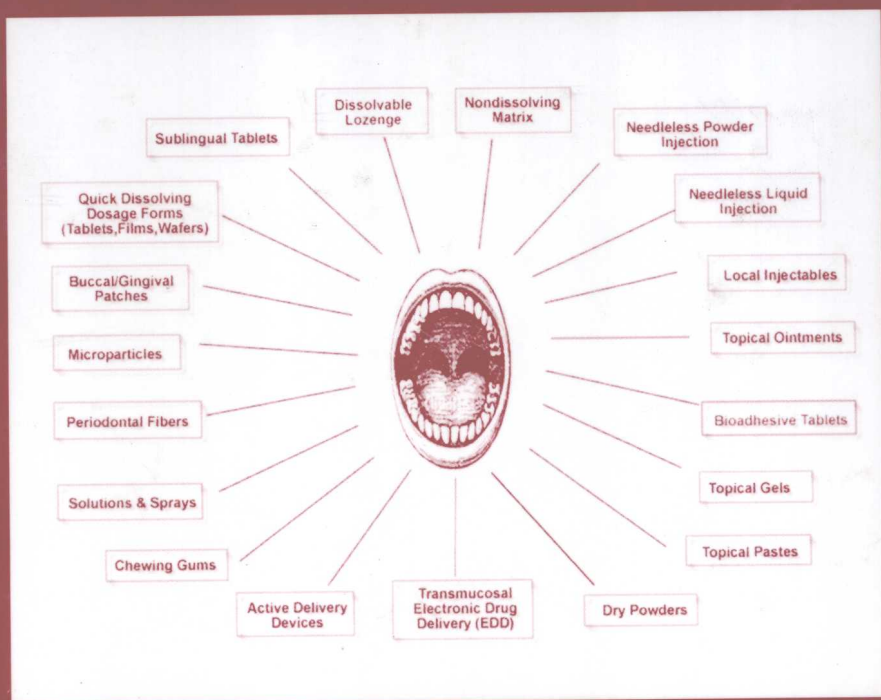 Dissolvable
Lozenge
Nondissolving
Matrix
Needleless Powder
Injection
Sublingual Tablets
Quick Dissolving
Dosage Forms
(Tablets,Films,Wafers)
Needleless Liquid
Injection
Buccal/Gingival
Patches
Local Injectables
Microparticles
Topical Ointments
Periodontal Fibers
Bioadhesive Tablets
Solutions & Sprays
Topical Gels
Chewing Gums
Topical Pastes
Active Delivery
Devices
Transmucosal
Electronic Drug
Delivery (EDD)
Dry Powders